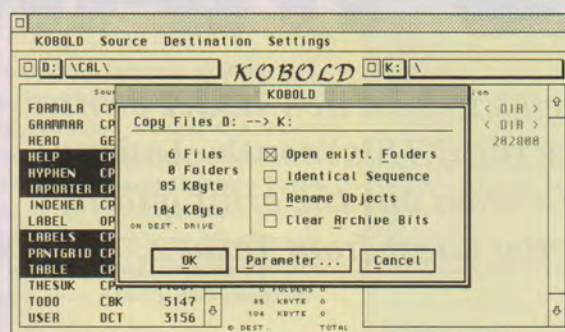 KOBOLD Source Destination Settings
D: \CAL\ KOBOLD K: \
KOBOLD
FORMULA CP
GRAMMAR CP
HEAD GE
HELP CP
HYPHEN CP
IMPORTER CP
INDEXER CP
LABEL OP
LABELS CP
PRNTGRID CP
TABLE CP
THESUK
TODO CBK 5147
USER DCT 3156
Copy Files D: --> K:
6 Files
0 Folders
85 KByte
104 KByte
ON DEST. DRIVE
Open exist. Folders
Identical Sequence
Rename Objects
Clear Archive Bits
OK Parameter... Cancel
< DIR >
< DIR >
202800
0 FOLDERS 0
85 KBYTE 0
104 KBYTE 0
DEST. TOTAL